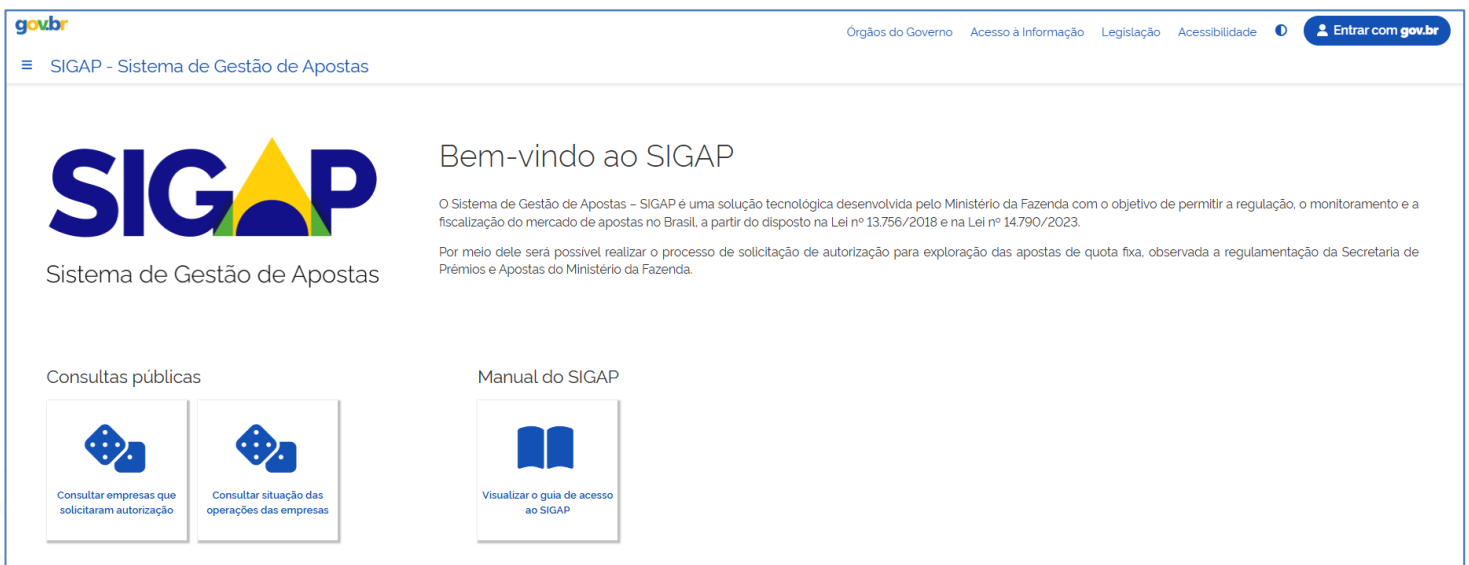 gov.br
Órgãos do Governo Acesso à Informação Legislação Acessibilidade Entrar com gov.br
SIGAP - Sistema de Gestão de Apostas
SIGAP
Sistema de Gestão de Apostas
Bem-vindo ao SIGAP
O Sistema de Gestão de Apostas – SIGAP é uma solução tecnológica desenvolvida pelo Ministério da Fazenda com o objetivo de permitir a regulação, o monitoramento e a
fiscalização do mercado de apostas no Brasil, a partir do disposto na Lei nº 13.756/2018 e na Lei nº 14.790/2023.
Por meio dele será possível realizar o processo de solicitação de autorização para exploração das apostas de quota fixa, observada a regulamentação da Secretaria de
Prêmios e Apostas do Ministério da Fazenda.
Consultas públicas
Consultar empresas que
solicitaram autorização
Consultar situação das
operações das empresas
Manual do SIGAP
Visualizar o guia de acesso
ao SIGAP